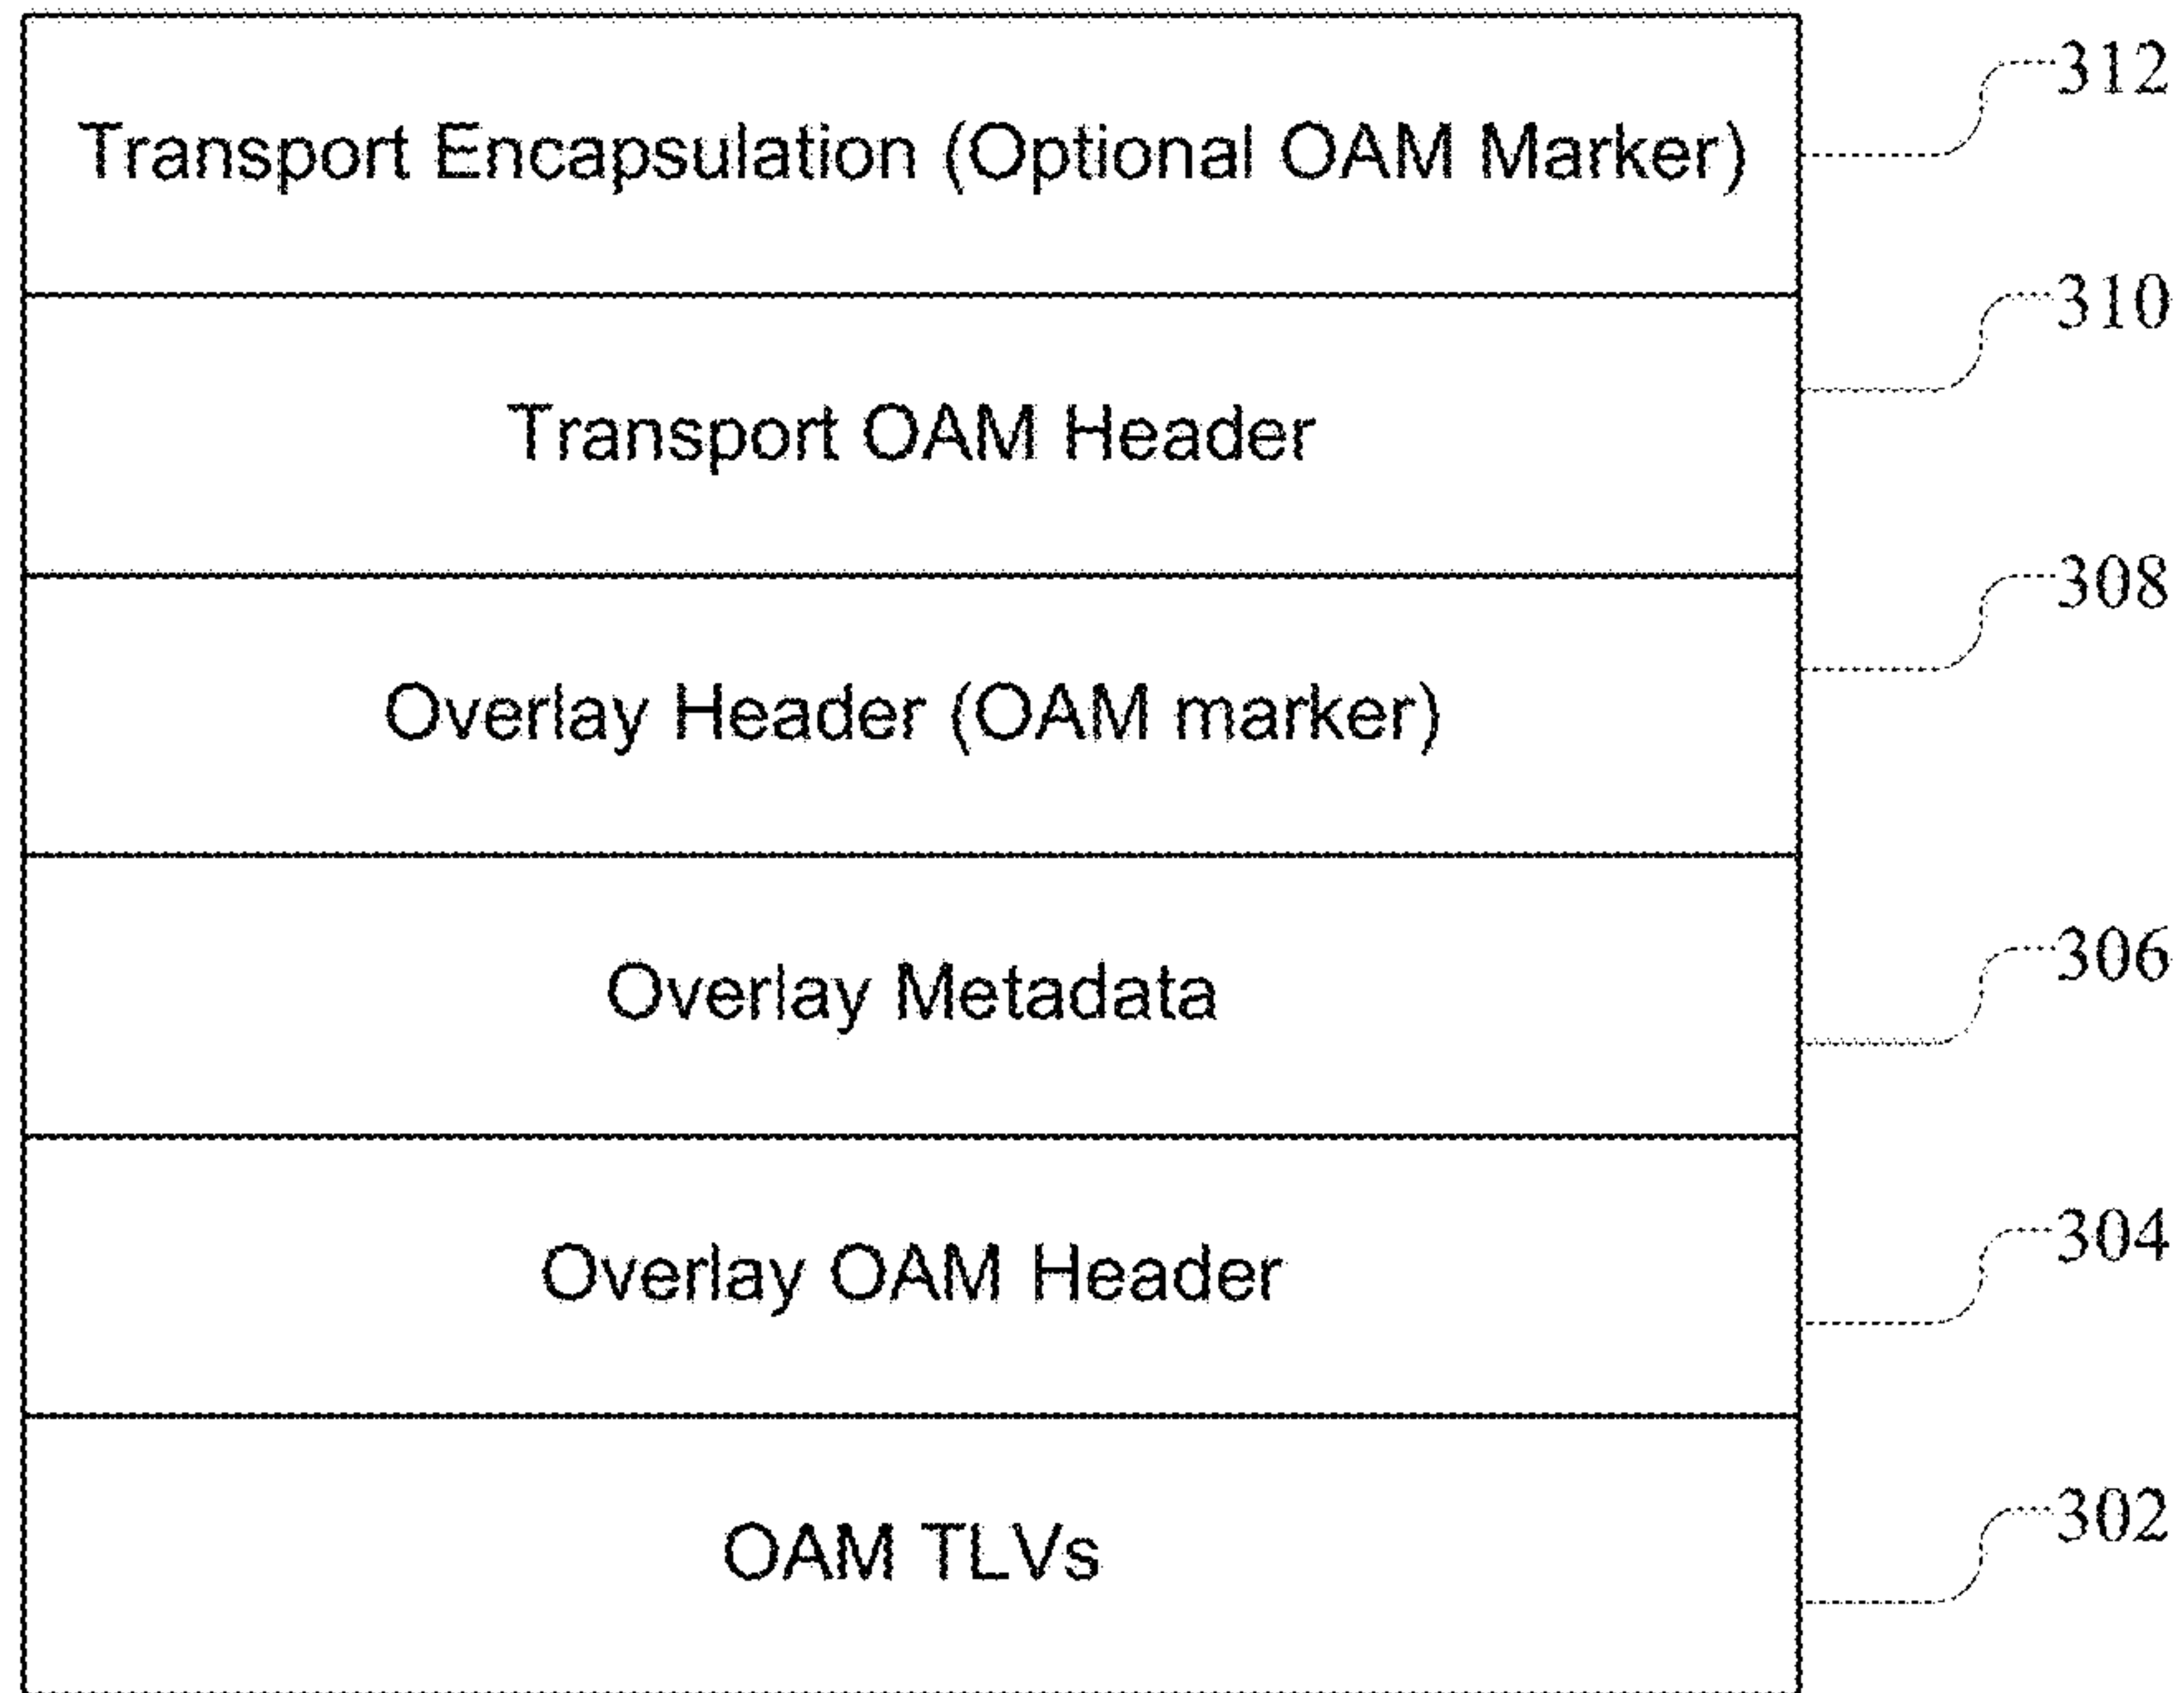 Transport Encapsulation (Optional OAM Marker)
312
Transport OAM Header
310
Overlay Header (OAM marker)
308
Overlay Metadata
306
Overlay OAM Header
304
OAM TLVs
302